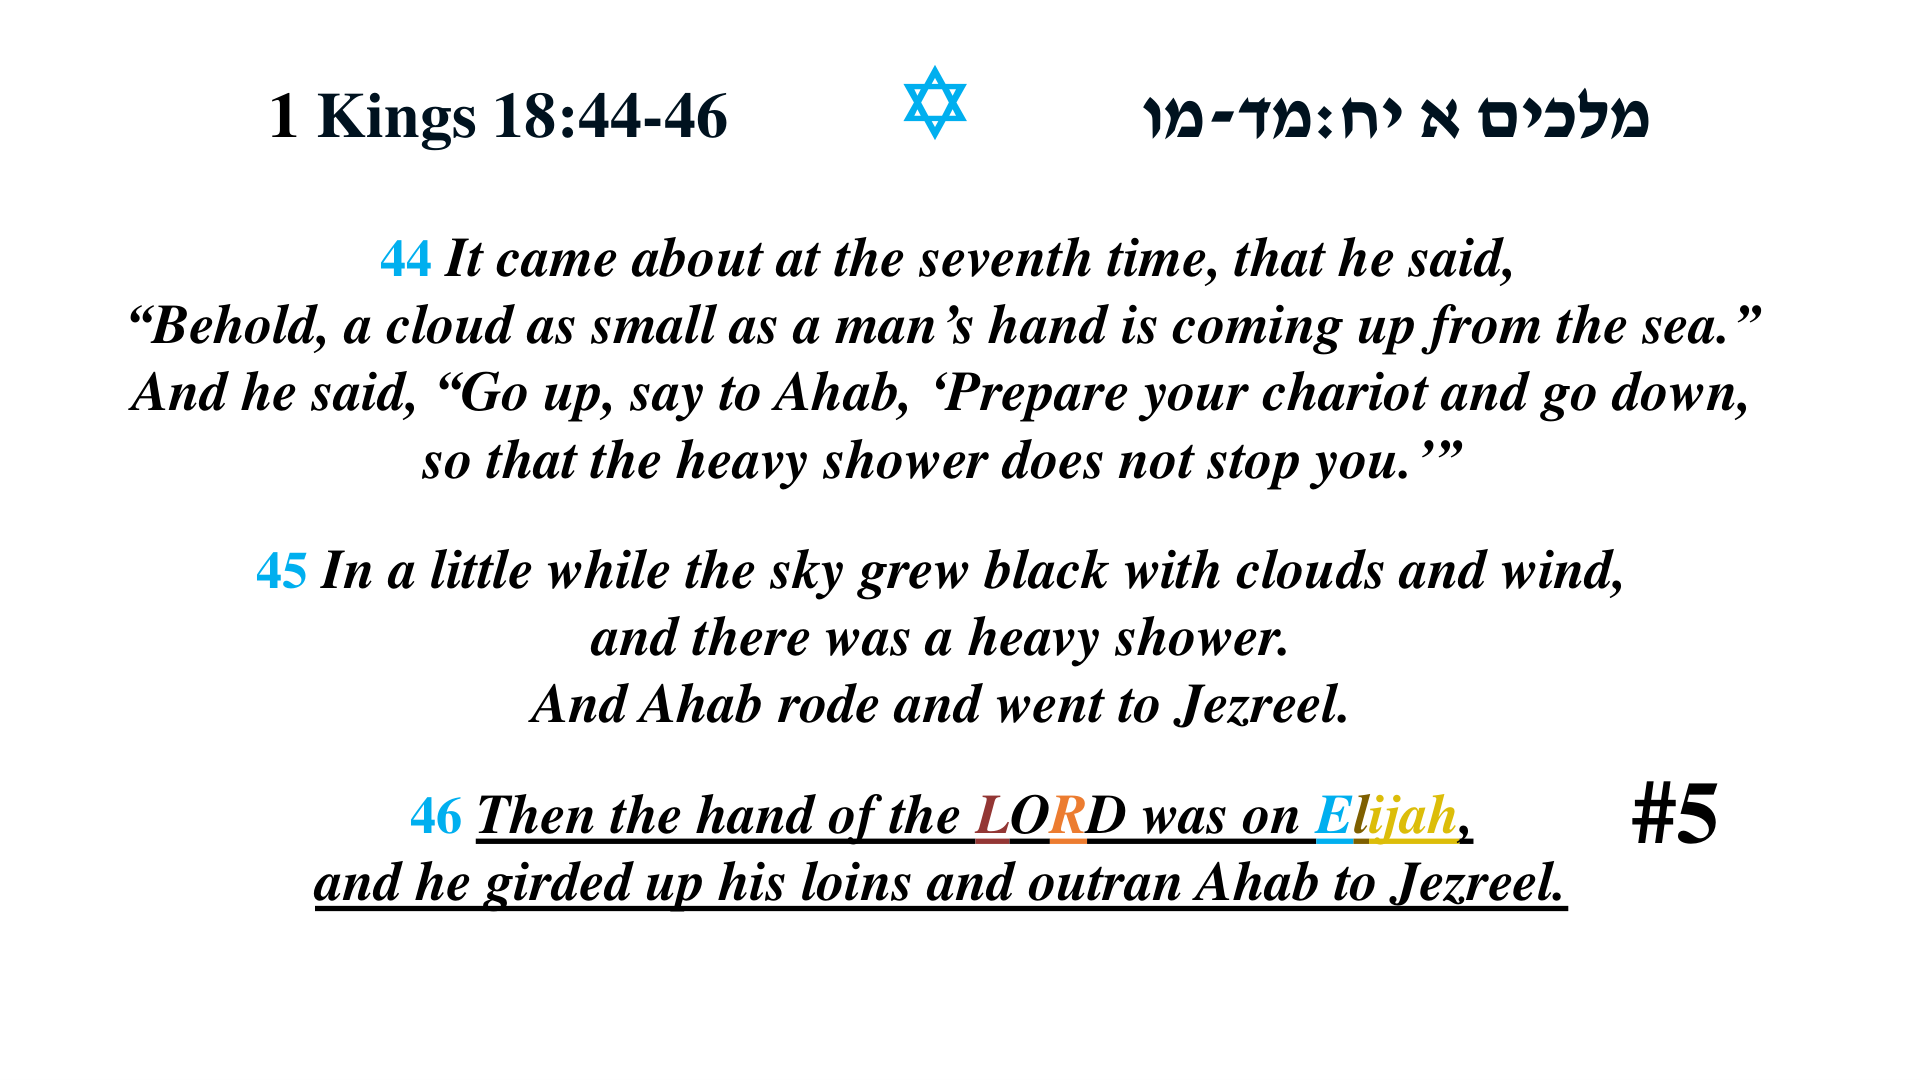 1 Kings 18:44-46 ✡ מלכים א יח:מד-מו
44 It came about at the seventh time, that he said,
“Behold, a cloud as small as a man’s hand is coming up from the sea.”
And he said, “Go up, say to Ahab, ‘Prepare your chariot and go down,
so that the heavy shower does not stop you.’”
45 In a little while the sky grew black with clouds and wind,
and there was a heavy shower.
And Ahab rode and went to Jezreel.
46 Then the hand of the LORD was on Elijah,
#5
and he girded up his loins and outran Ahab to Jezreel.